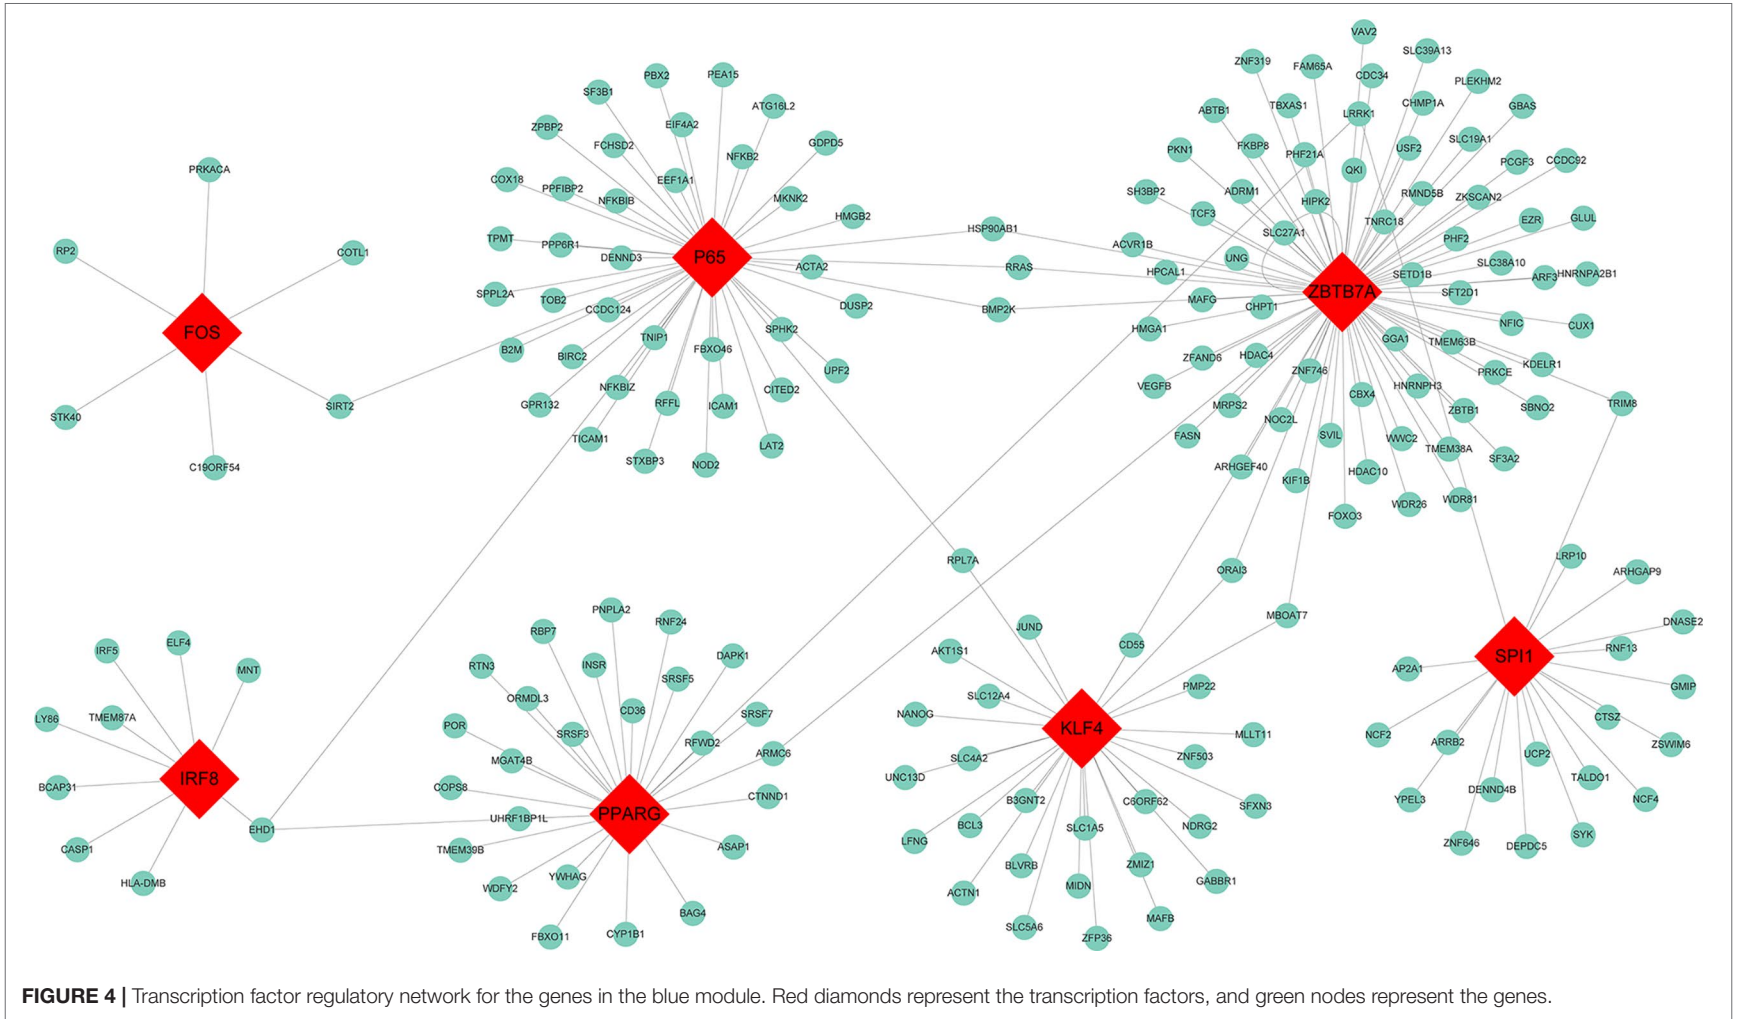 VAV2
SLC39A13
ZNF319
FAM65A
CDC34
PLEKHM2
PBX2
PEA15
SF3B1
ATG16L2
ABTB1
TBXAS1
LRRK1
CHMP1A
GBAS
ZPBP2
EIF4A2
FCHSD2
NFKB2
GDPD5
PKN1
FKBP8
PHF21A
USF2
SLC19A1
PCGF3
CCDC92
QKI
PRKACA
COX18
PPFIBP2
EEF1A1
NFKBIB
MKNK2
SH3BP2
ADRM1
HIPK2
RMND5B
ZKSCAN2
HMGB2
TCF3
TNRC18
EZR
GLUL
RP2
COTL1
TPMT
PPP6R1
DENND3
P65
HSP90AB1
ACVR1B
SLC27A1
PHF2
UNG
ACTA2
RRAS
HPCAL1
SETD1B
SLC38A10
ARF3
HNRNPA2B1
SPPL2A
TOB2
CCDC124
DUSP2
BMP2K
MAFG
CHPT1
ZBTB7A
SFT2D1
NFIC
CUX1
FOS
B2M
BIRC2
TNIP1
FBXO46
SPHK2
HMGA1
GGA1
TMEM63B
UPF2
ZFAND6
HDAC4
ZNF746
PRKCE
KDELR1
VEGFB
HNRNPH3
GPR132
NFKBIZ
RFFL
ICAM1
CITED2
MRPS2
CBX4
ZBTB1
SBNO2
TRIM8
STK40
SIRT2
NOC2L
TICAM1
FASN
SVIL
WWC2
TMEM38A
SF3A2
C19ORF54
STXBP3
NOD2
LAT2
ARHGEF40
KIF1B
HDAC10
WDR26
WDR81
FOXO3
RPL7A
ORAI3
LRP10
ARHGAP9
IRF5
ELF4
MNT
PNPLA2
RBP7
RNF24
JUND
MBOAT7
DNASE2
RTN3
INSR
DAPK1
AKT1S1
CD55
SPI1
RNF13
AP2A1
SRSF5
ORMDL3
SLC12A4
PMP22
GMIP
LY86
TMEM87A
CD36
SRSF7
NANOG
KLF4
CTSZ
POR
SRSF3
RFWD2
MLLT11
NCF2
ARRB2
ZSWIM6
MGAT4B
ARMC6
SLC4A2
ZNF503
UCP2
IRF8
UNC13D
TALDO1
BCAP31
COPS8
CTNND1
B3GNT2
C6ORF62
SFXN3
YPEL3
DENND4B
NCF4
UHRF1BP1L
PPARG
EHD1
BCL3
SLC1A5
NDRG2
CASP1
TMEM39B
ASAP1
LFNG
ZNF646
DEPDC5
SYK
HLA-DMB
WDFY2
YWHAG
BLVRB
ZMIZ1
MIDN
GABBR1
ACTN1
FBXO11
CYP1B1
BAG4
SLC5A6
ZFP36
MAFB
FIGURE 4 | Transcription factor regulatory network for the genes in the blue module. Red diamonds represent the transcription factors, and green nodes represent the genes.